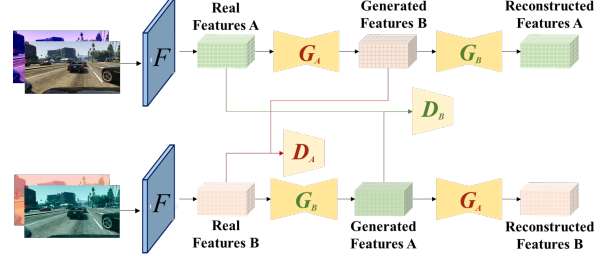 Real
Features A
Generated
Features B
Reconstructed
Features A
F
G_A
G_B
D_B
D_A
F
G_B
G_A
Real
Features B
Generated
Features A
Reconstructed
Features B